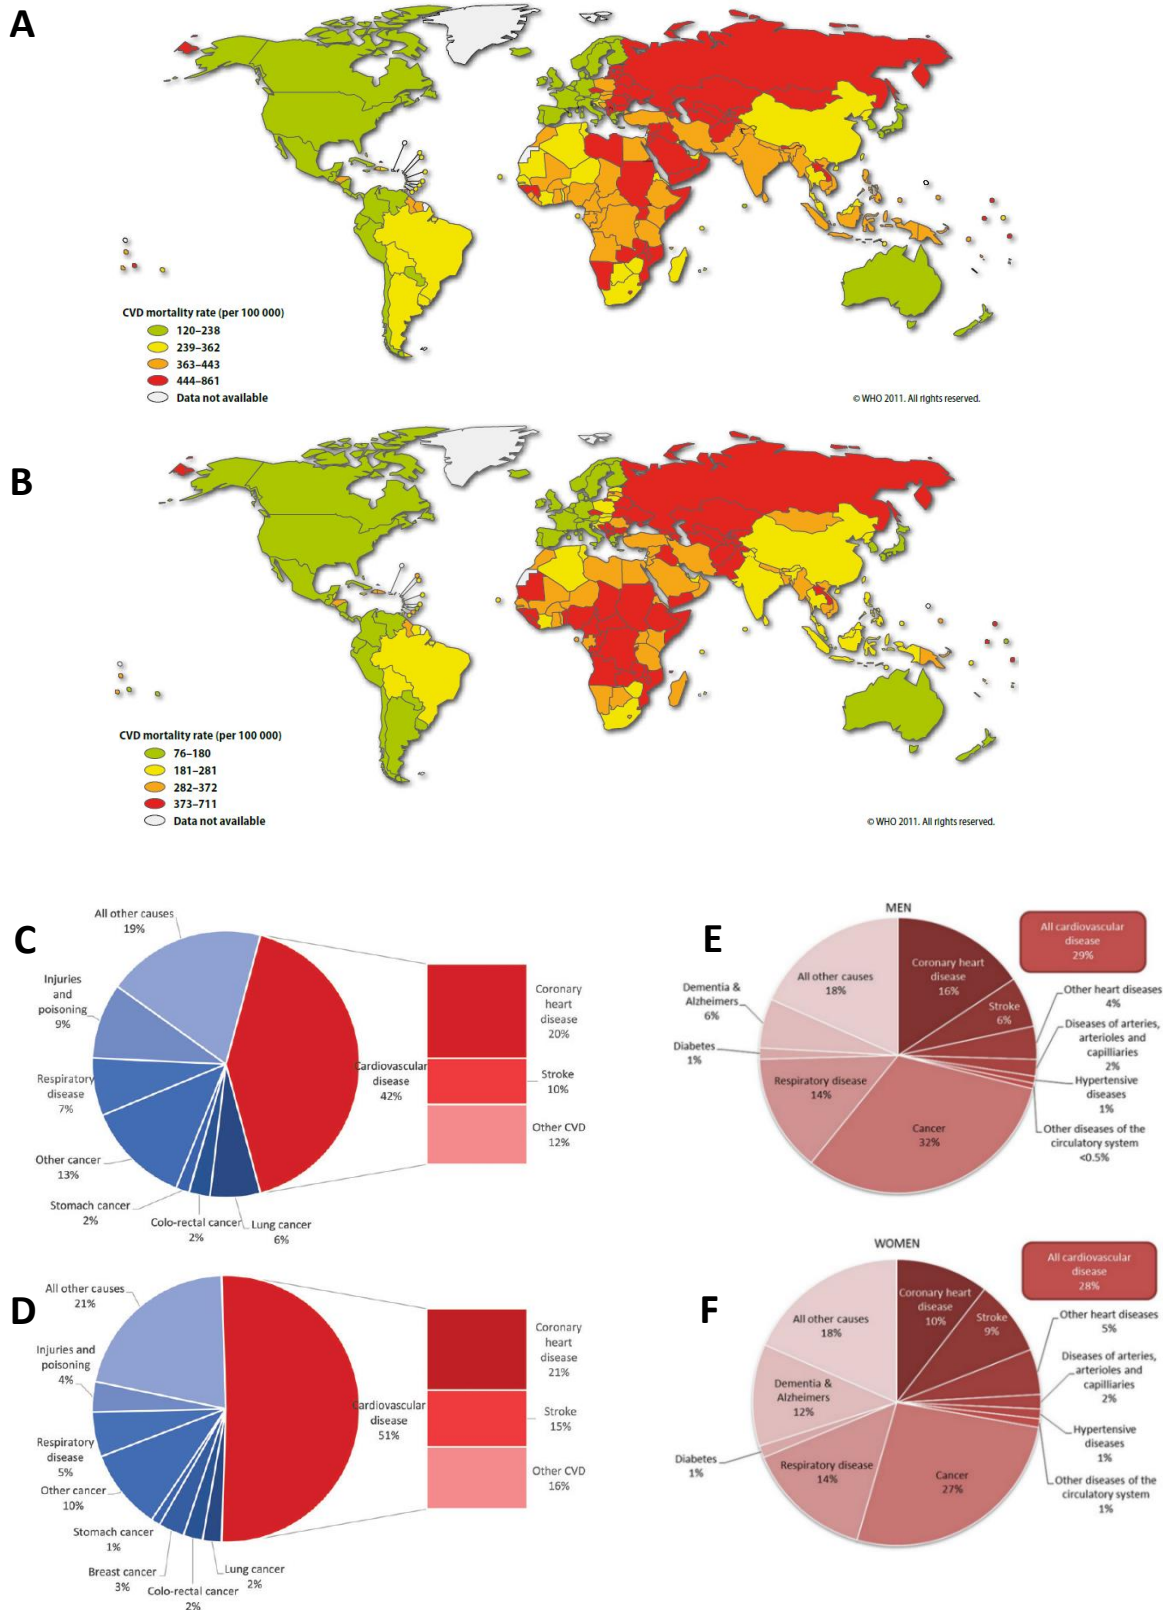 A
CVD mortality rate (per 100 000)
120–238
239–362
363–443
444–861
Data not available
© WHO 2011. All rights reserved.
B
CVD mortality rate (per 100 000)
76–180
181–281
282–372
373–711
Data not available
© WHO 2011. All rights reserved.
C
All other causes
19%
Injuries
and
poisoning
9%
Respiratory
disease
7%
Other cancer
13%
Stomach cancer
2%
Colo-rectal cancer
2%
Lung cancer
6%
Cardiovascular
disease
42%
Coronary
heart
disease
20%
Stroke
10%
Other CVD
12%
D
All other causes
21%
Injuries and
poisoning
4%
Respiratory
disease
5%
Other cancer
10%
Stomach cancer
1%
Breast cancer
3%
Colo-rectal cancer
2%
Lung cancer
2%
Cardiovascular
disease
51%
Coronary
heart
disease
21%
Stroke
15%
Other CVD
16%
E
MEN
All cardiovascular
disease
29%
Coronary heart
disease
16%
Stroke
6%
Other heart diseases
4%
Diseases of arteries,
arterioles and
capilliaries
2%
Hypertensive
diseases
1%
Other diseases of the
circulatory system
<0.5%
Cancer
32%
Respiratory disease
14%
Diabetes
1%
Dementia &
Alzheimers
6%
All other causes
18%
F
WOMEN
All cardiovascular
disease
28%
Coronary heart
disease
10%
Stroke
9%
Other heart diseases
5%
Diseases of arteries,
arterioles and
capilliaries
2%
Hypertensive
diseases
1%
Other diseases of the
circulatory system
1%
Cancer
27%
Respiratory disease
14%
Diabetes
1%
Dementia &
Alzheimers
12%
All other causes
18%